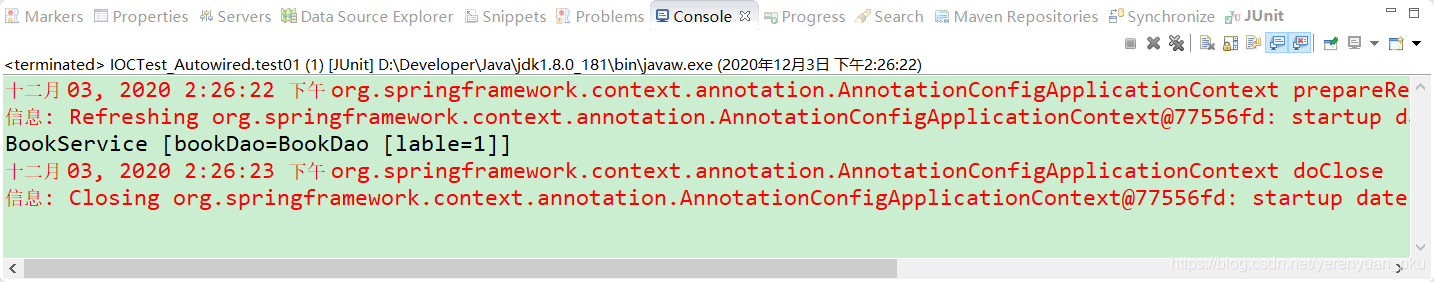 Markers Properties Servers Data Source Explorer Snippets Problems Console Progress Search Maven Repositories Synchronize JUnit
<terminated> IOCTest_Autowired.test01 (1) [JUnit] D:\Developer\Java\jdk1.8.0_181\bin\javaw.exe (2020年12月3日 下午2:26:22)
十二月 03, 2020 2:26:22 下午 org.springframework.context.annotation.AnnotationConfigApplicationContext prepareRe
信息: Refreshing org.springframework.context.annotation.AnnotationConfigApplicationContext@77556fd: startup da
BookService [bookDao=BookDao [lable=1]]
十二月 03, 2020 2:26:23 下午 org.springframework.context.annotation.AnnotationConfigApplicationContext doClose
信息: Closing org.springframework.context.annotation.AnnotationConfigApplicationContext@77556fd: startup date
https://blog.csdn.net/yerenyuan_pku